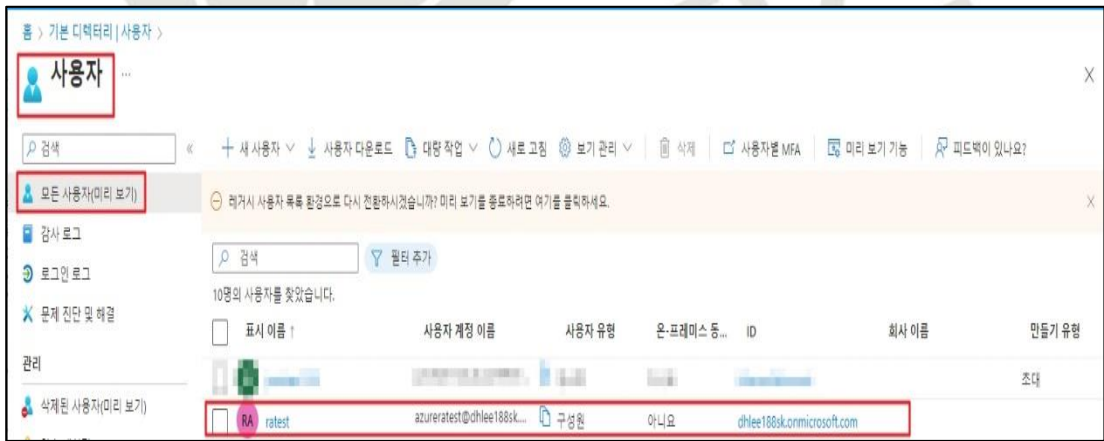 홈 > 기본 디렉터리 | 사용자 >
사용자 ...
검색
« + 새 사용자 ∨ 사용자 다운로드 대량 작업 ∨ 새로 고침 보기 관리 ∨ 삭제 사용자별 MFA 미리 보기 기능 피드백이 있나요?
모든 사용자(미리 보기)
레거시 사용자 목록 환경으로 다시 전환하시겠습니까? 미리 보기를 종료하려면 여기를 클릭하세요.
감사 로그
로그인 로그
문제 진단 및 해결
관리
삭제된 사용자(미리 보기)
검색 필터 추가
10명의 사용자를 찾았습니다.
표시 이름 ↑ 사용자 계정 이름 사용자 유형 온-프레미스 동... ID 회사 이름 만들기 유형
초대
RA ratest azureratest@dhlee188sk.... 구성원 아니요 dhlee188sk.onmicrosoft.com